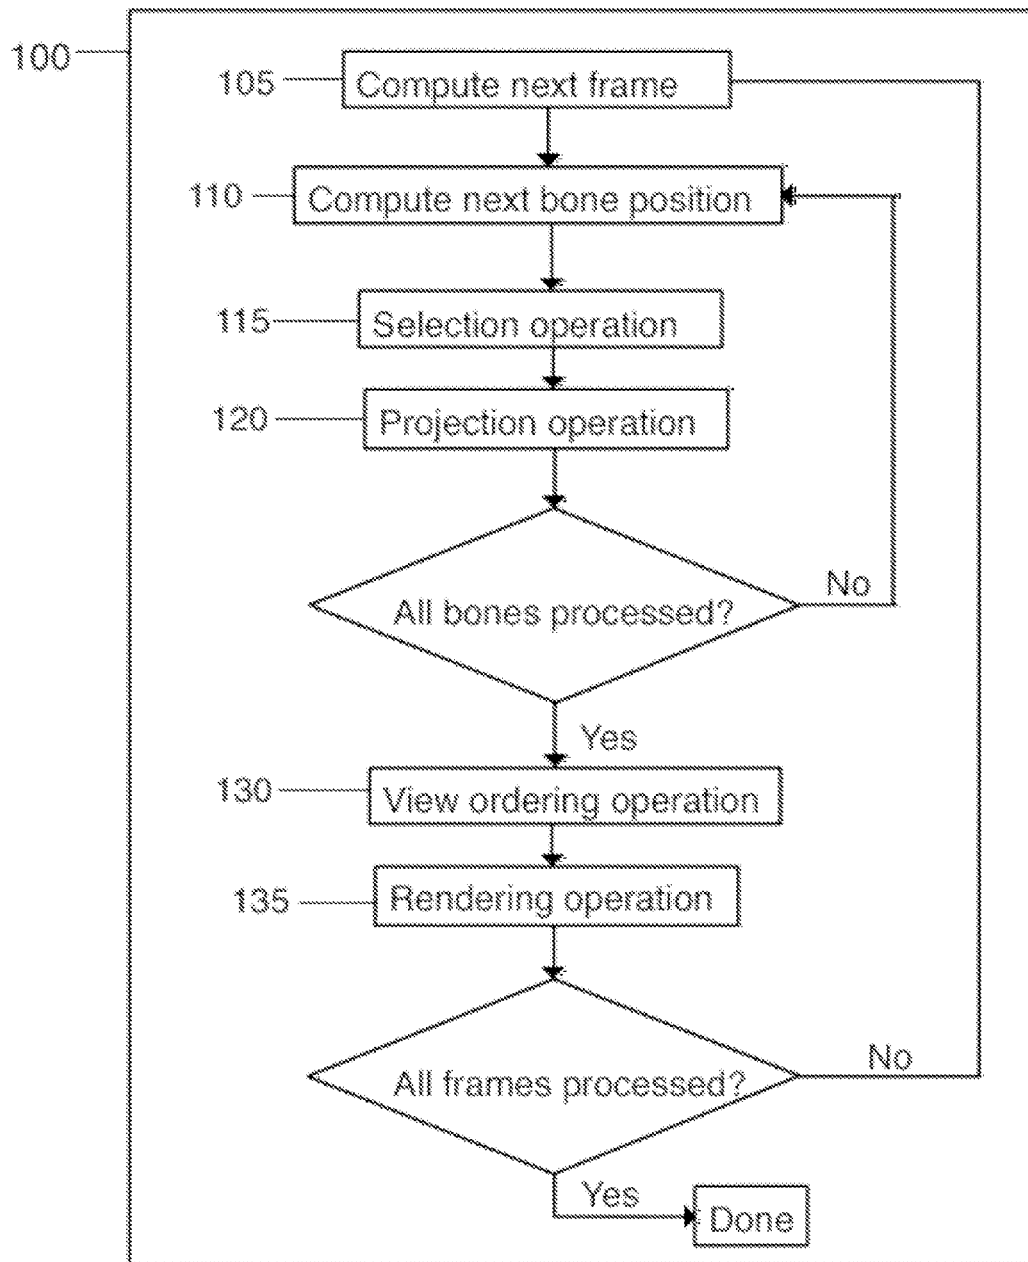 100
105
Compute next frame
110
Compute next bone position
115
Selection operation
120
Projection operation
All bones processed?
No
Yes
130
View ordering operation
135
Rendering operation
All frames processed?
No
Yes
Done